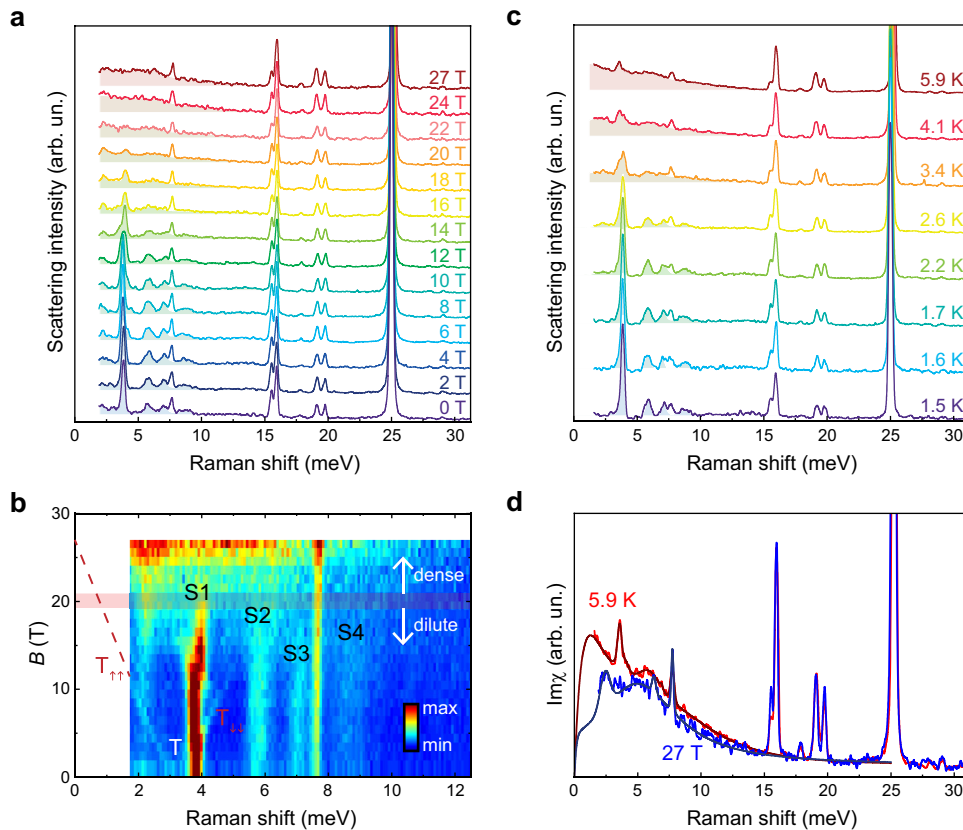 a
Scattering intensity (arb. un.)
27 T
24 T
22 T
20 T
18 T
16 T
14 T
12 T
10 T
8 T
6 T
4 T
2 T
0 T
0 5 10 15 20 25 30
Raman shift (meV)
c
Scattering intensity (arb. un.)
5.9 K
4.1 K
3.4 K
2.6 K
2.2 K
1.7 K
1.6 K
1.5 K
0 5 10 15 20 25 30
Raman shift (meV)
b
B (T)
30
20
10
0
S1
S2
S3
S4
dense
dilute
T↑↑
T↓↓
T
max
min
0 2 4 6 8 10 12
Raman shift (meV)
d
Imχ (arb. un.)
5.9 K
27 T
0 5 10 15 20 25 30
Raman shift (meV)